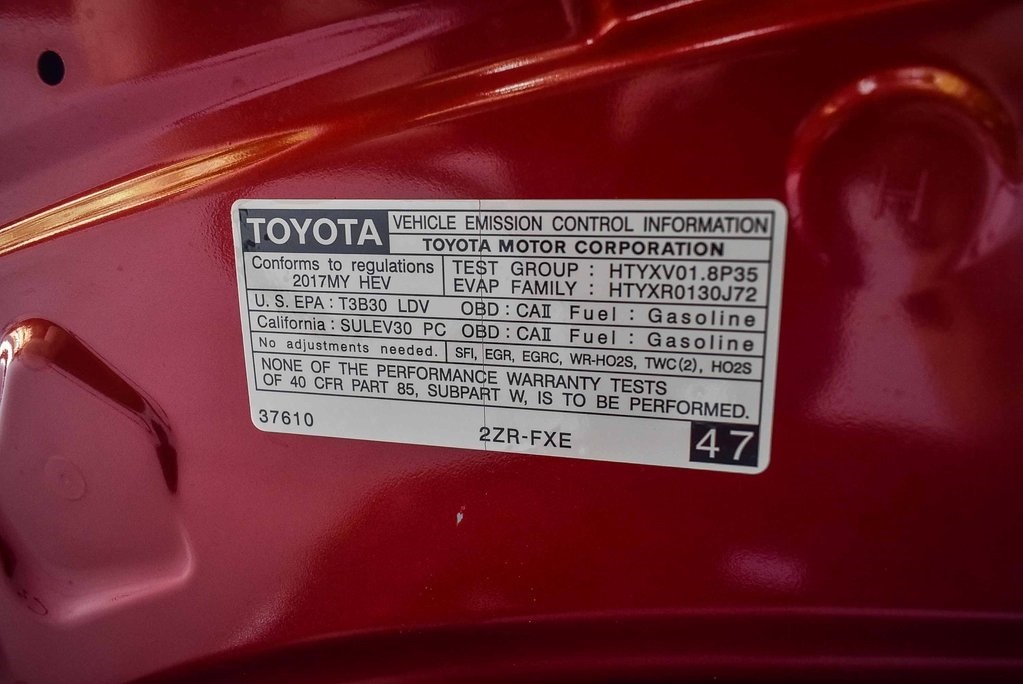 TOYOTA VEHICLE EMISSION CONTROL INFORMATION
TOYOTA MOTOR CORPORATION
Conforms to regulations
2017MY HEV
TEST GROUP : HTYXV01.8P35
EVAP FAMILY : HTYXR0130J72
U.S. EPA : T3B30 LDV OBD : CAII Fuel : Gasoline
California : SULEV30 PC OBD : CAII Fuel : Gasoline
No adjustments needed. SFI, EGR, EGRC, WR-HO2S, TWC(2), HO2S
NONE OF THE PERFORMANCE WARRANTY TESTS
OF 40 CFR PART 85, SUBPART W, IS TO BE PERFORMED.
37610 2ZR-FXE 47
H